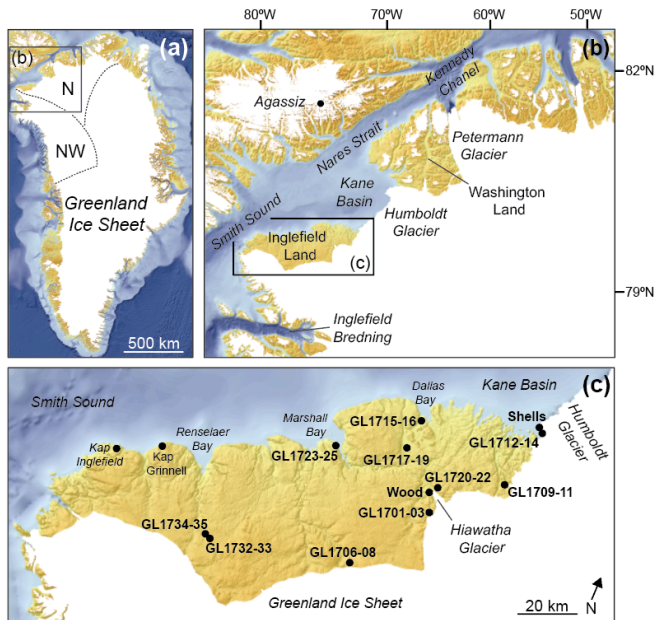 80ºW
70ºW
60ºW
50ºW
(a)
(b)
N
NW
Greenland
Ice Sheet
500 km
(b)
82ºN
79ºN
Kennedy
Chanel
Agassiz
Nares Strait
Petermann
Glacier
Kane
Basin
Washington
Land
Humboldt
Glacier
Smith Sound
Inglefield
Land
(c)
Inglefield
Bredning
(c)
Smith Sound
Kane Basin
Dallas
Bay
Marshall
Bay
Renselaer
Bay
Kap
Inglefield
Kap
Grinnell
Shells
Humboldt
Glacier
GL1715-16
GL1712-14
GL1723-25
GL1717-19
GL1720-22
Wood
GL1709-11
GL1701-03
Hiawatha
Glacier
GL1734-35
GL1732-33
GL1706-08
Greenland Ice Sheet
20 km
N